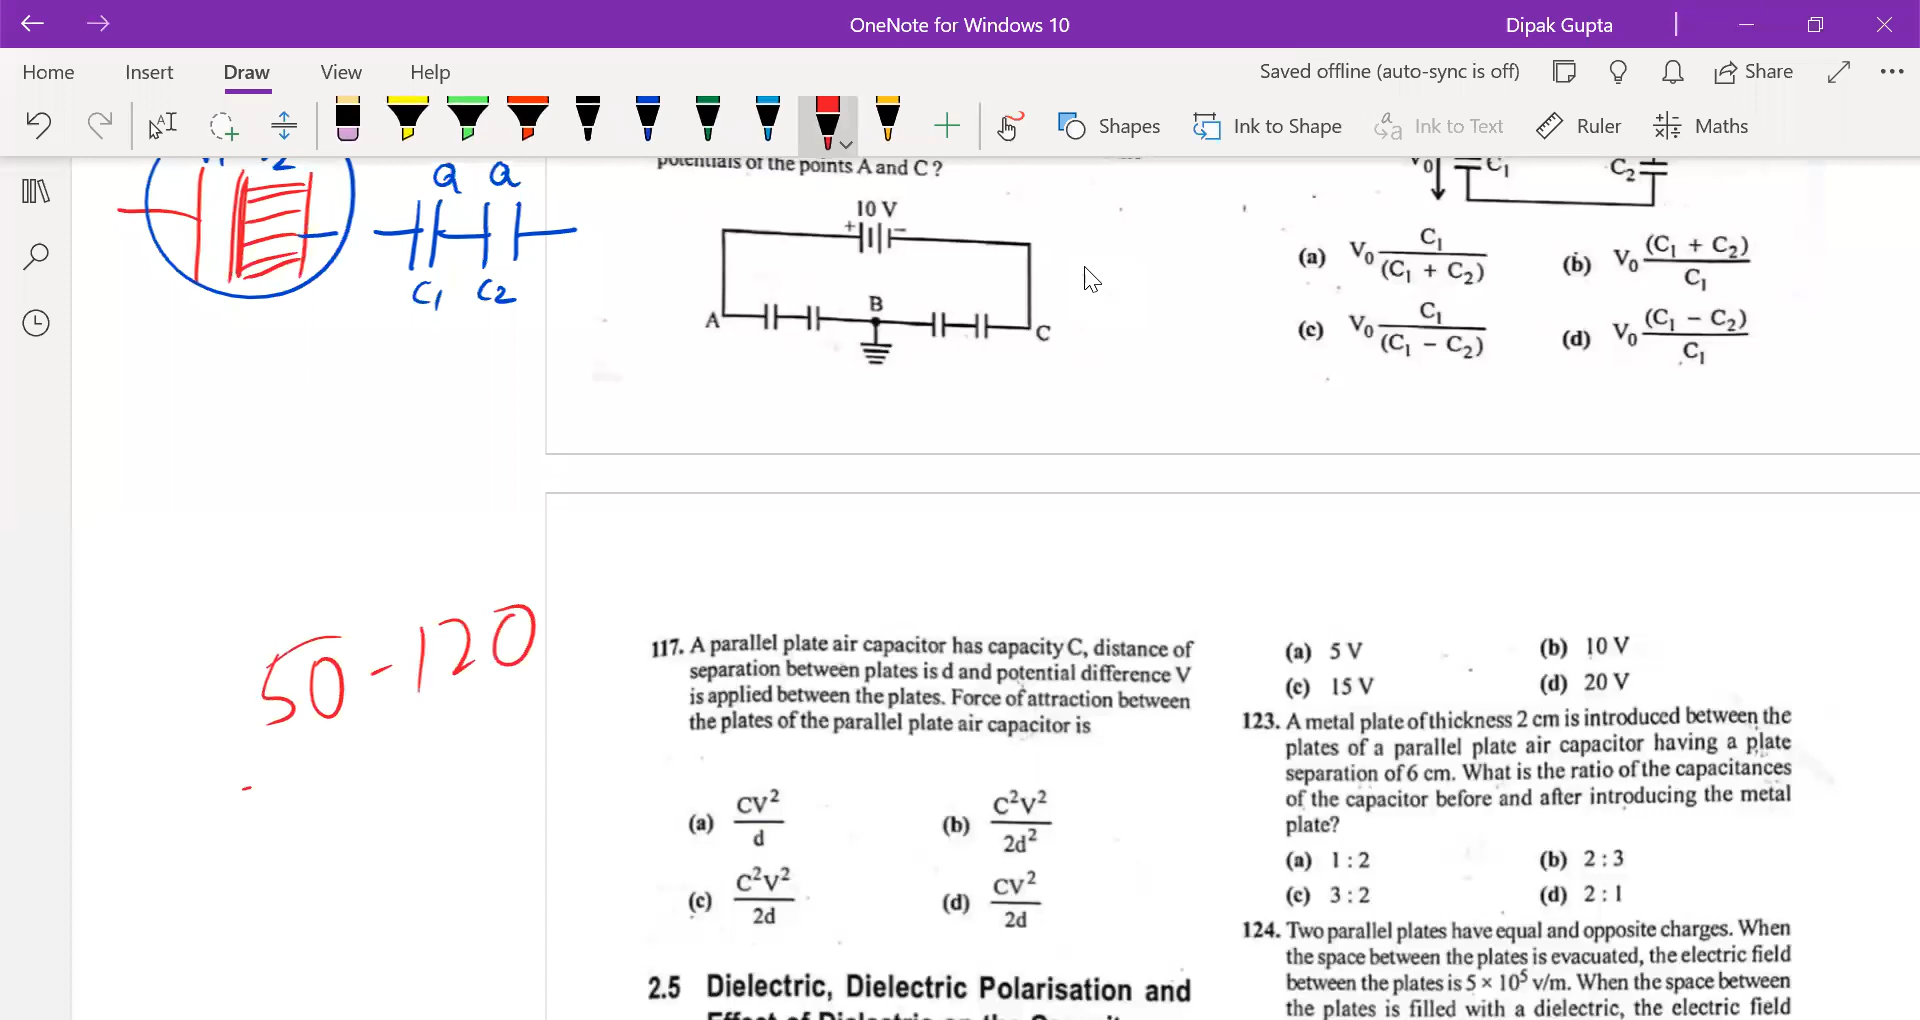 OneNote for Windows 10
Dipak Gupta
Home Insert Draw View Help
Saved offline (auto-sync is off)
Share
Shapes
Ink to Shape
Ink to Text
Ruler
Maths
Q Q
C1 C2
50-120
potentials of the points A and C?
10 V
+ −
A B C
V0 C1 C2
(a) V0 C1/(C1 + C2)
(b) V0 (C1 + C2)/C1
(c) V0 C1/(C1 − C2)
(d) V0 (C1 − C2)/C1
117. A parallel plate air capacitor has capacity C, distance of
separation between plates is d and potential difference V
is applied between the plates. Force of attraction between
the plates of the parallel plate air capacitor is
(a) CV²/d
(b) C²V²/2d²
(c) C²V²/2d
(d) CV²/2d
2.5 Dielectric, Dielectric Polarisation and
(a) 5 V (b) 10 V
(c) 15 V (d) 20 V
123. A metal plate of thickness 2 cm is introduced between the
plates of a parallel plate air capacitor having a plate
separation of 6 cm. What is the ratio of the capacitances
of the capacitor before and after introducing the metal
plate?
(a) 1 : 2 (b) 2 : 3
(c) 3 : 2 (d) 2 : 1
124. Two parallel plates have equal and opposite charges. When
the space between the plates is evacuated, the electric field
between the plates is 5 × 10⁵ v/m. When the space between
the plates is filled with a dielectric, the electric field